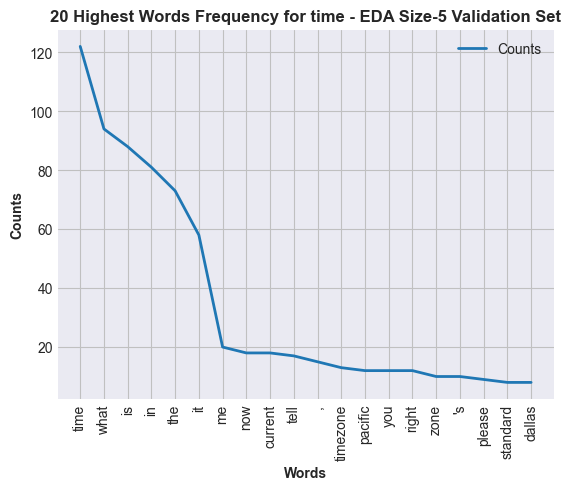 20 Highest Words Frequency for time - EDA Size-5 Validation Set
Counts
120
100
80
60
40
20
Counts
time
what
is
in
the
it
me
now
current
tell
,
timezone
pacific
you
right
zone
's
please
standard
dallas
Words